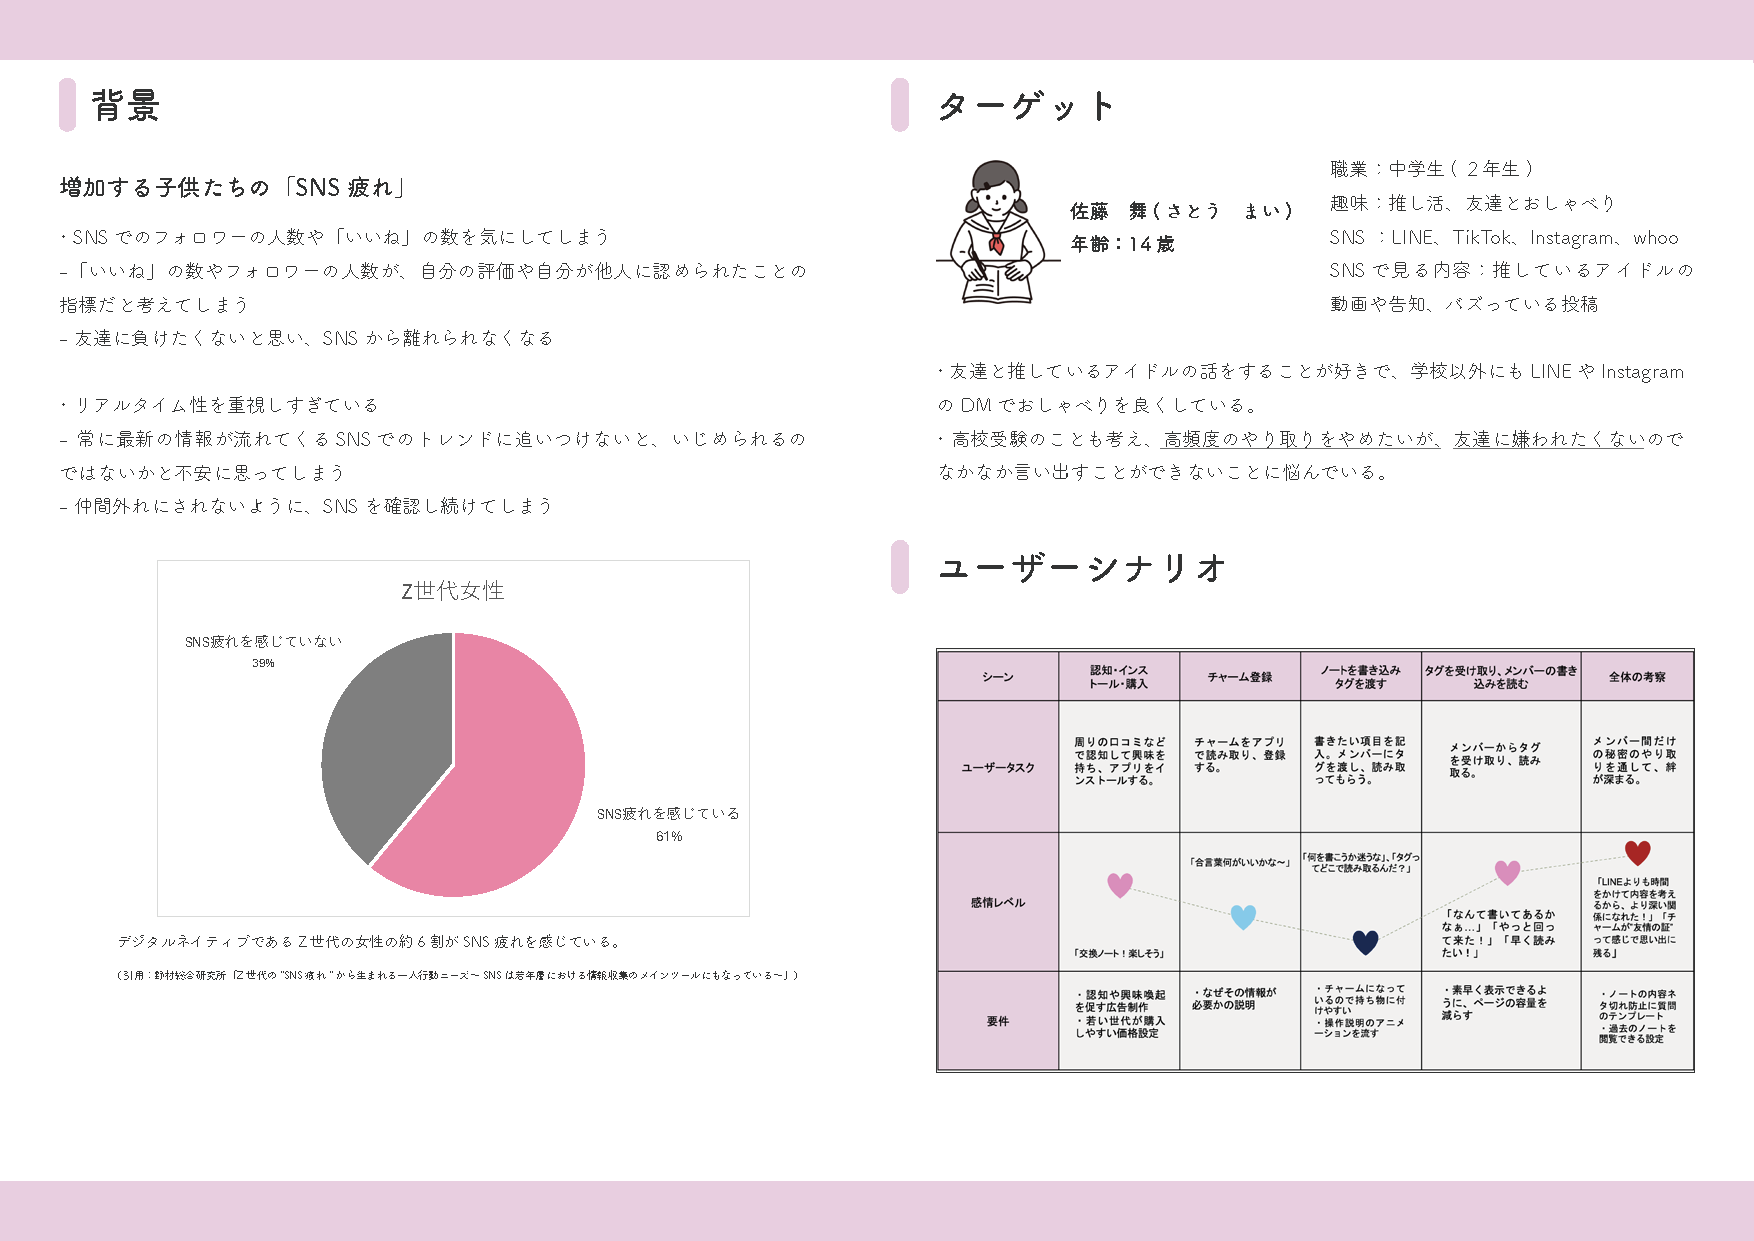 背景
増加する子供たちの「SNS 疲れ」
・SNS でのフォロワーの人数や「いいね」の数を気にしてしまう
–「いいね」の数やフォロワーの人数が、自分の評価や自分が他人に認められたことの
指標だと考えてしまう
– 友達に負けたくないと思い、SNS から離れられなくなる
・リアルタイム性を重視しすぎている
– 常に最新の情報が流れてくる SNS でのトレンドに追いつけないと、いじめられるの
ではないかと不安に思ってしまう
– 仲間外れにされないように、SNS を確認し続けてしまう
Z世代女性
SNS疲れを感じていない
39%
SNS疲れを感じている
61%
デジタルネイティブである Z 世代の女性の約 6 割が SNS 疲れを感じている。
（引用：野村総合研究所「Z 世代の “SNS 疲れ ” から生まれる一人行動ニーズ～ SNS は若年層における情報収集のメインツールにもなっている～」）
ターゲット
佐藤　舞 ( さとう　まい )
年齢：14 歳
職業：中学生 ( ２年生 )
趣味：推し活、友達とおしゃべり
SNS ：LINE、TikTok、Instagram、whoo
SNS で見る内容：推しているアイドルの
動画や告知、バズっている投稿
・友達と推しているアイドルの話をすることが好きで、学校以外にも LINE や Instagram
の DM でおしゃべりを良くしている。
・高校受験のことも考え、高頻度のやり取りをやめたいが、友達に嫌われたくないので
なかなか言い出すことができないことに悩んでいる。
ユーザーシナリオ
シーン
認知・インス
トール・購入
チャーム登録
ノートを書き込み
タグを渡す
タグを受け取り、メンバーの書き
込みを読む
全体の考察
ユーザータスク
周りの口コミなど
で認知して興味を
持ち、アプリをイ
ンストールする。
チャームをアプリ
で読み取り、登録
する。
書きたい項目を記
入。メンバーにタ
グを渡し、読み取
ってもらう。
メンバーからタグ
を受け取り、読み
取る。
メンバー間だけ
の秘密のやり取
りを通して、絆
が深まる。
感情レベル
「交換ノート！楽しそう」
「合言葉何がいいかな～」
「何を書こうか迷うな」、「タグっ
てどこで読み取るんだ？」
「なんて書いてあるか
なぁ…」「やっと回っ
て来た！」「早く読み
たい！」
「LINEよりも時間
をかけて内容を考え
るから、より深い関
係になれた！」「チ
ャームが“友情の証”
って感じで思い出に
残る」
要件
・認知や興味喚起
を促す広告制作
・若い世代が購入
しやすい価格設定
・なぜその情報が
必要かの説明
・チャームになって
いるので持ち物に付
けやすい
・操作説明のアニメ
ーションを流す
・素早く表示できるよ
うに、ページの容量を
減らす
・ノートの内容ネ
タ切れ防止に質問
のテンプレート
・過去のノートを
閲覧できる設定